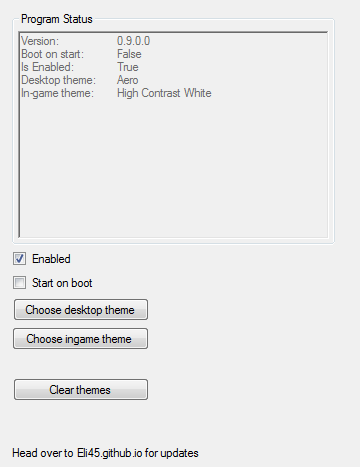 Program Status
Version: 0.9.0.0
Boot on start: False
Is Enabled: True
Desktop theme: Aero
In-game theme: High Contrast White
Enabled
Start on boot
Choose desktop theme
Choose ingame theme
Clear themes
Head over to Eli45.github.io for updates